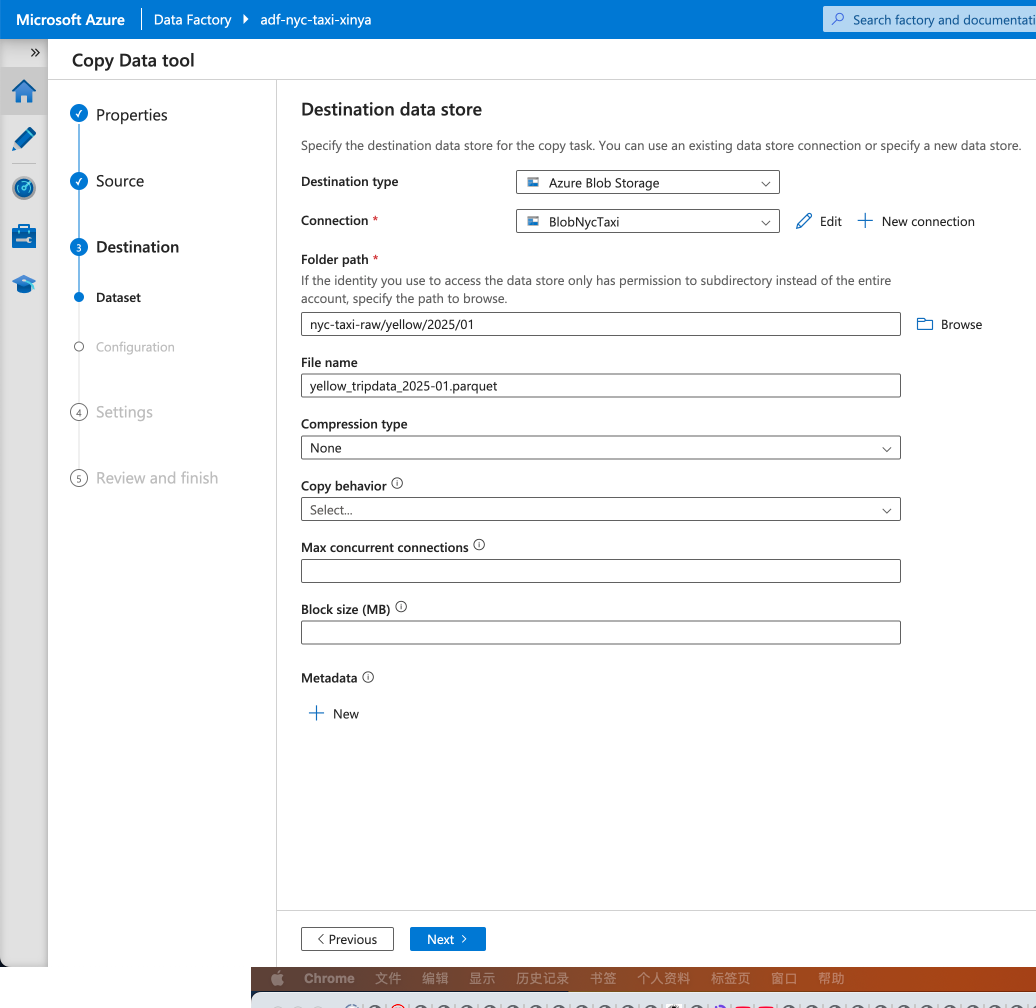 Microsoft Azure
Data Factory
adf-nyc-taxi-xinya
Search factory and documentati
Copy Data tool
Properties
Source
3 Destination
Dataset
Configuration
4 Settings
5 Review and finish
Destination data store
Specify the destination data store for the copy task. You can use an existing data store connection or specify a new data store.
Destination type
Azure Blob Storage
Connection *
BlobNycTaxi
Edit
New connection
Folder path *
If the identity you use to access the data store only has permission to subdirectory instead of the entire
account, specify the path to browse.
nyc-taxi-raw/yellow/2025/01
Browse
File name
yellow_tripdata_2025-01.parquet
Compression type
None
Copy behavior
Select...
Max concurrent connections
Block size (MB)
Metadata
New
Previous
Next
Chrome 文件 编辑 显示 历史记录 书签 个人资料 标签页 窗口 帮助